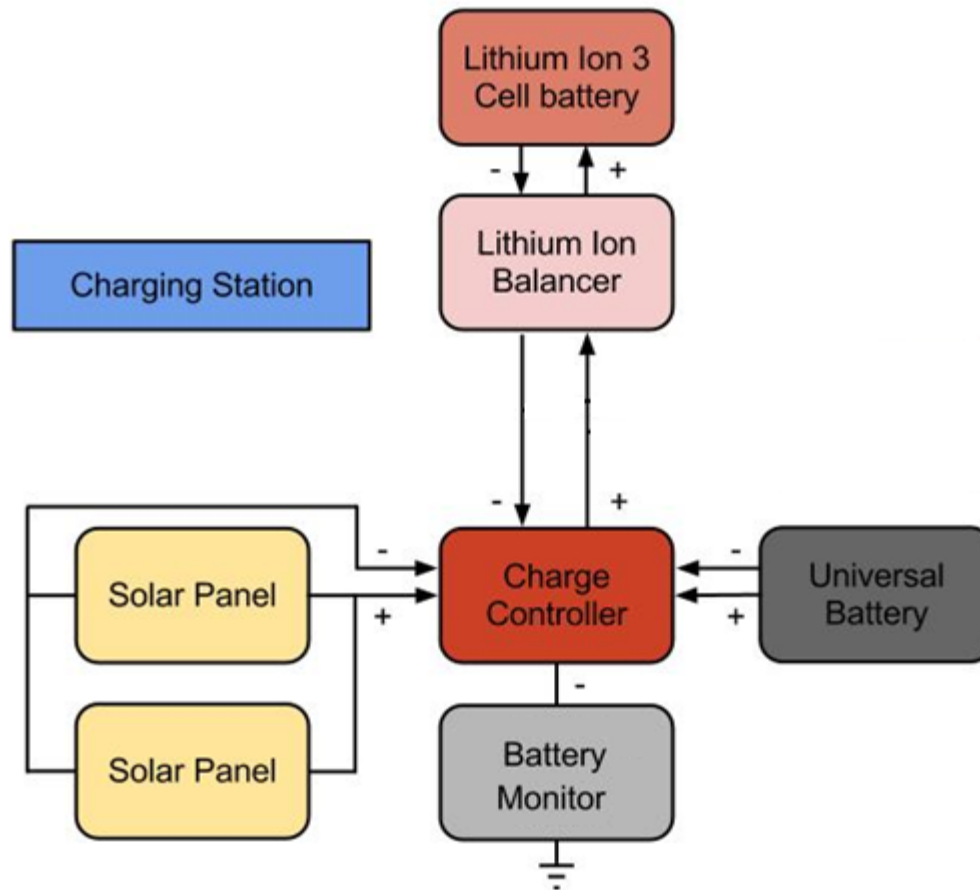 Lithium Ion 3
Cell battery
-
+
Lithium Ion
Balancer
Charging Station
-
+
-
+
Solar Panel
Charge
Controller
-
+
Universal
Battery
-
Solar Panel
Battery
Monitor